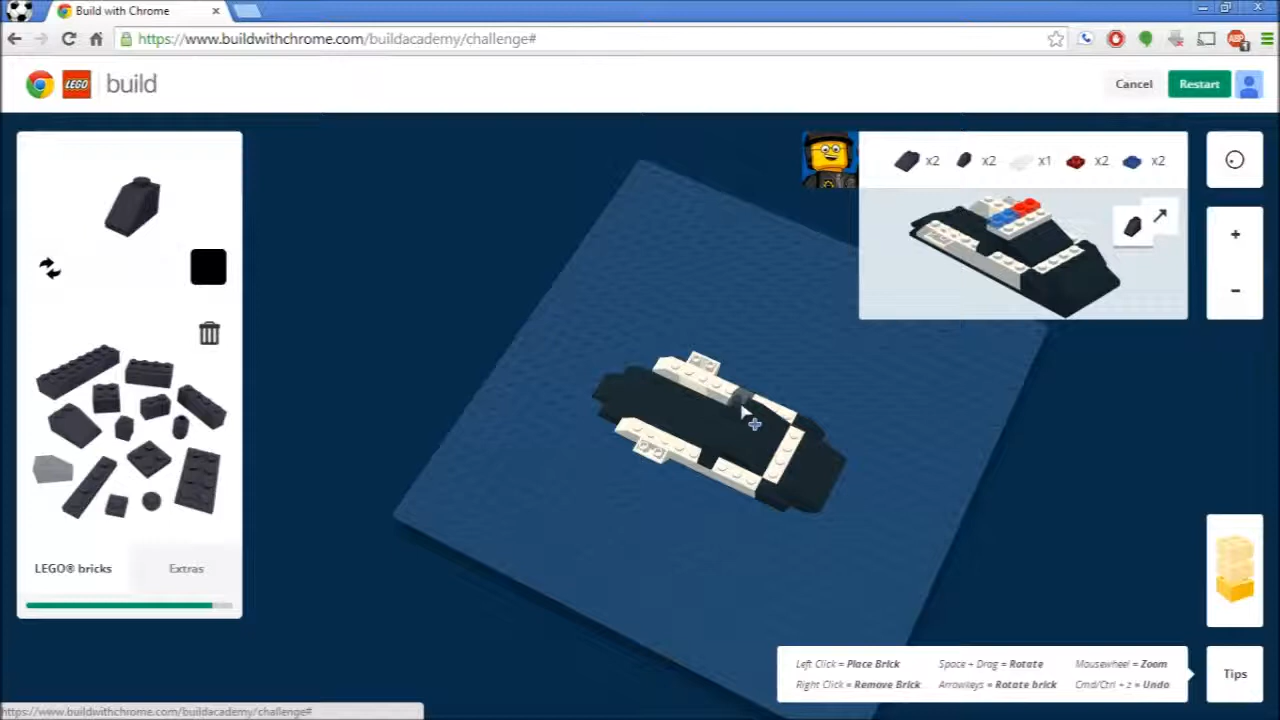 Build with Chrome
https://www.buildwithchrome.com/buildacademy/challenge#
LEGO build
Cancel
Restart
x2 x2 x1 x2 x2
LEGO® bricks
Extras
Left Click = Place Brick Space + Drag = Rotate Mousewheel = Zoom
Right Click = Remove Brick Arrowkeys = Rotate brick Cmd/Ctrl + z = Undo
Tips
https://www.buildwithchrome.com/buildacademy/challenge#